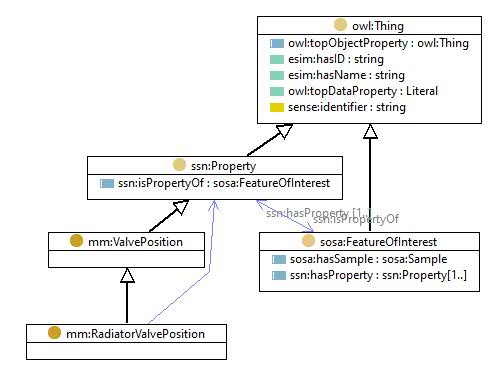 owl:Thing
owl:topObjectProperty : owl:Thing
esim:hasID : string
esim:hasName : string
owl:topDataProperty : Literal
sense:identifier : string
ssn:Property
ssn:isPropertyOf : sosa:FeatureOfInterest
ssn:hasProperty [1..]
ssn:isPropertyOf
mm:ValvePosition
sosa:FeatureOfInterest
sosa:hasSample : sosa:Sample
ssn:hasProperty : ssn:Property[1..]
mm:RadiatorValvePosition